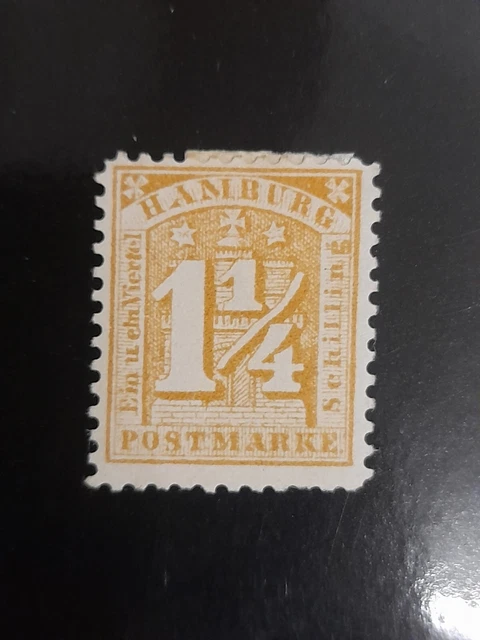 HAMBURG
Ein u. ein Viertel
1 1/4
Schilling
POSTMARKE